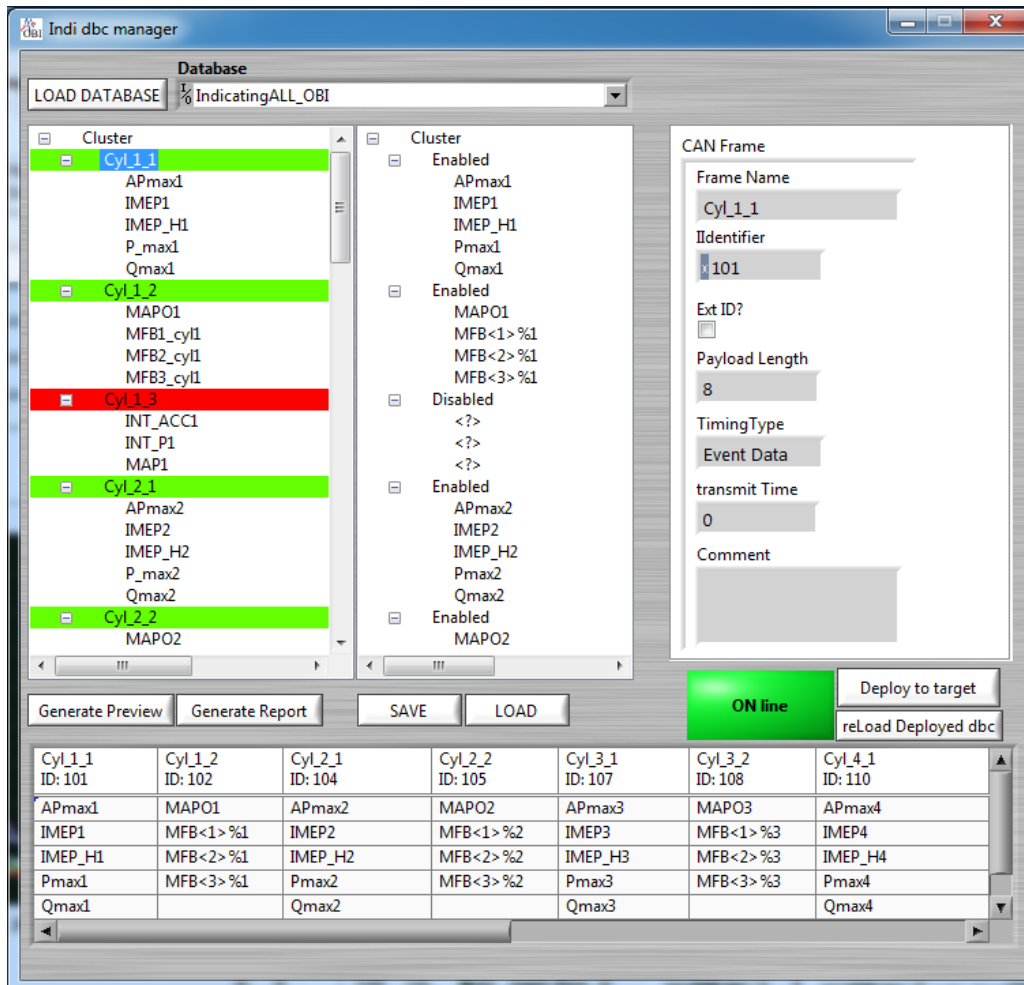 Indi dbc manager
Database
LOAD DATABASE
IndicatingALL_OBI
Cluster
Cyl_1_1
APmax1
IMEP1
IMEP_H1
P_max1
Qmax1
Cyl_1_2
MAPO1
MFB1_cyl1
MFB2_cyl1
MFB3_cyl1
Cyl_1_3
INT_ACC1
INT_P1
MAP1
Cyl_2_1
APmax2
IMEP2
IMEP_H2
P_max2
Qmax2
Cyl_2_2
MAPO2
Cluster
Enabled
APmax1
IMEP1
IMEP_H1
Pmax1
Qmax1
Enabled
MAPO1
MFB<1>%1
MFB<2>%1
MFB<3>%1
Disabled
<?>
<?>
<?>
Enabled
APmax2
IMEP2
IMEP_H2
Pmax2
Qmax2
Enabled
MAPO2
CAN Frame
Frame Name
Cyl_1_1
IIdentifier
x 101
Ext ID?
Payload Length
8
TimingType
Event Data
transmit Time
0
Comment
Generate Preview Generate Report SAVE LOAD
ON line
Deploy to target
reLoad Deployed dbc
Cyl_1_1 Cyl_1_2 Cyl_2_1 Cyl_2_2 Cyl_3_1 Cyl_3_2 Cyl_4_1
ID: 101 ID: 102 ID: 104 ID: 105 ID: 107 ID: 108 ID: 110
APmax1 MAPO1 APmax2 MAPO2 APmax3 MAPO3 APmax4
IMEP1 MFB<1>%1 IMEP2 MFB<1>%2 IMEP3 MFB<1>%3 IMEP4
IMEP_H1 MFB<2>%1 IMEP_H2 MFB<2>%2 IMEP_H3 MFB<2>%3 IMEP_H4
Pmax1 MFB<3>%1 Pmax2 MFB<3>%2 Pmax3 MFB<3>%3 Pmax4
Qmax1 Qmax2 Qmax3 Qmax4